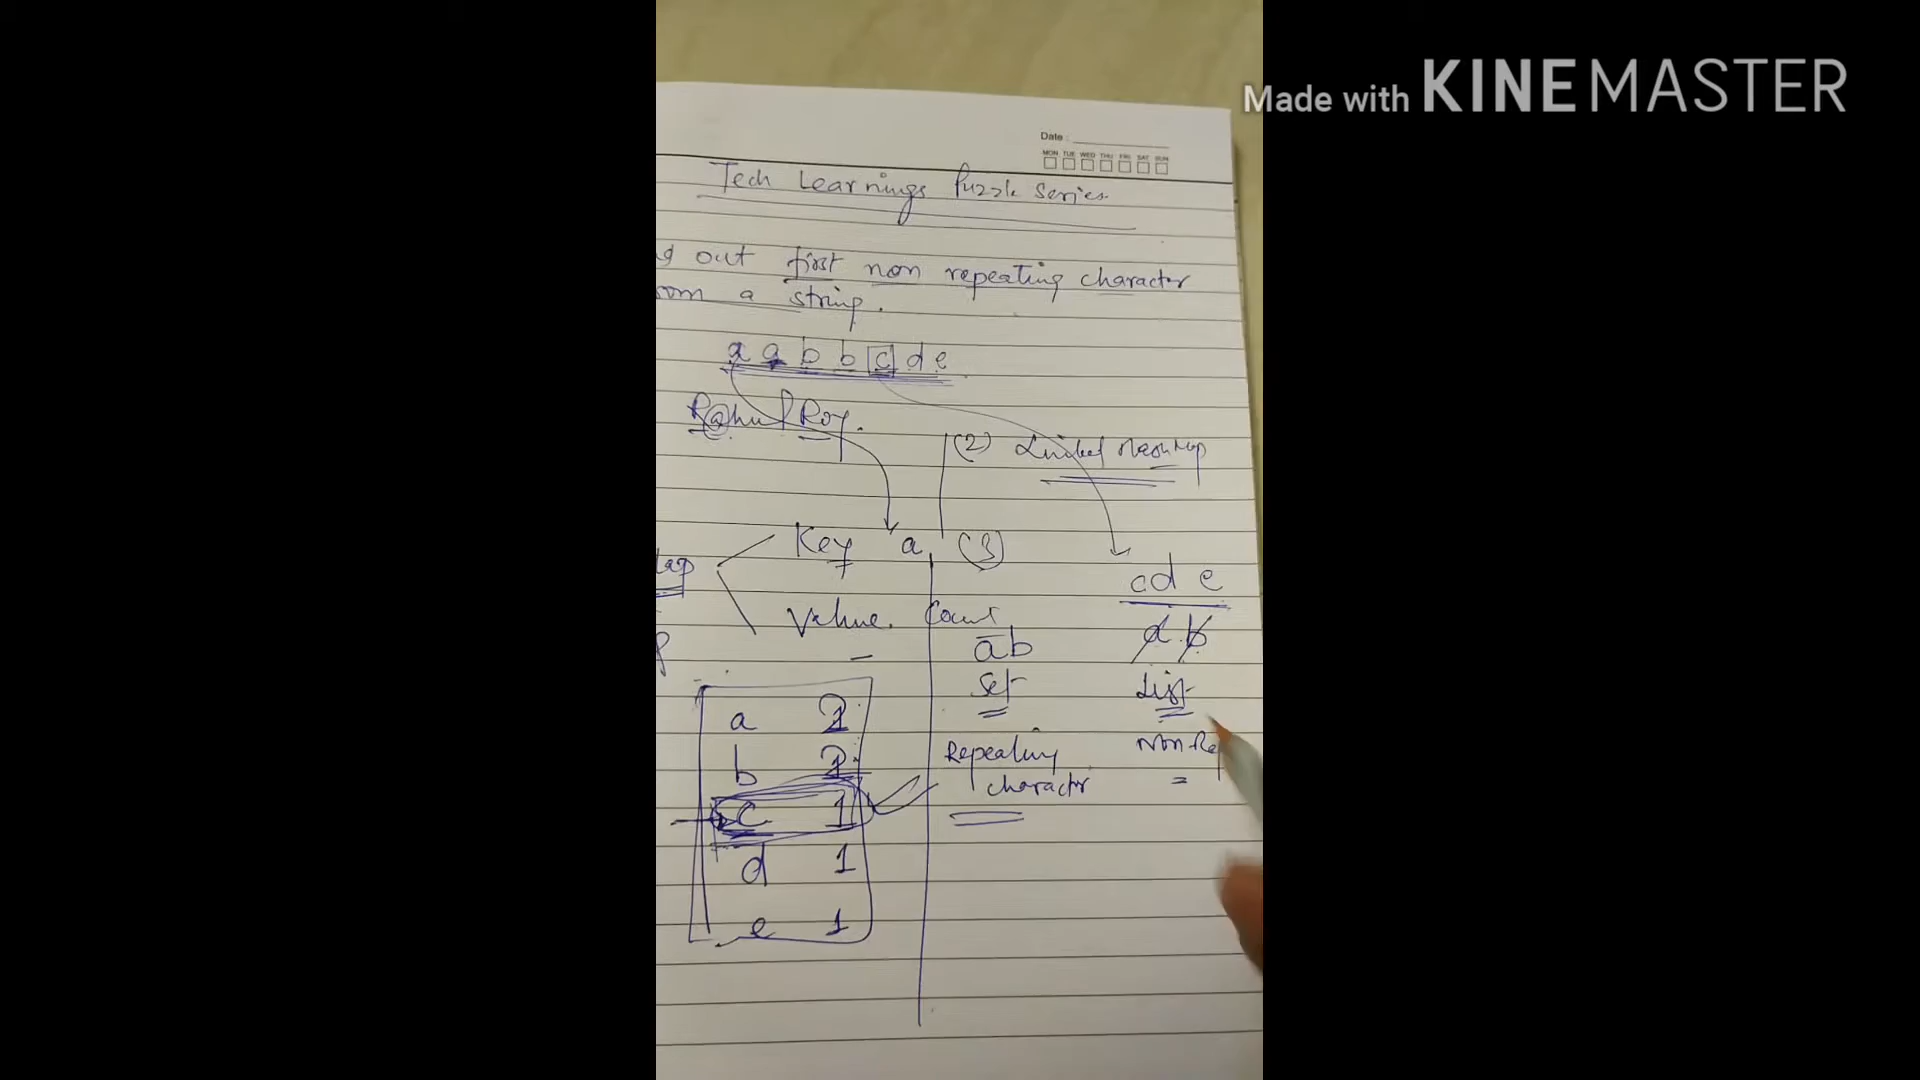 Made with KINEMASTER
Date
MON TUE WED THU FRI SAT SUN
Tech Learnings Puzzle Series
out first non repeating character
a string.
a a b b c d e
Rahul Roy.
(2) Linked Hashmap
Key a (3)
c d e
Value. Count
ab
a b
Set
List
a 2
b 2
c 1
d 1
e 1
Repeating
character
Non-Re
=